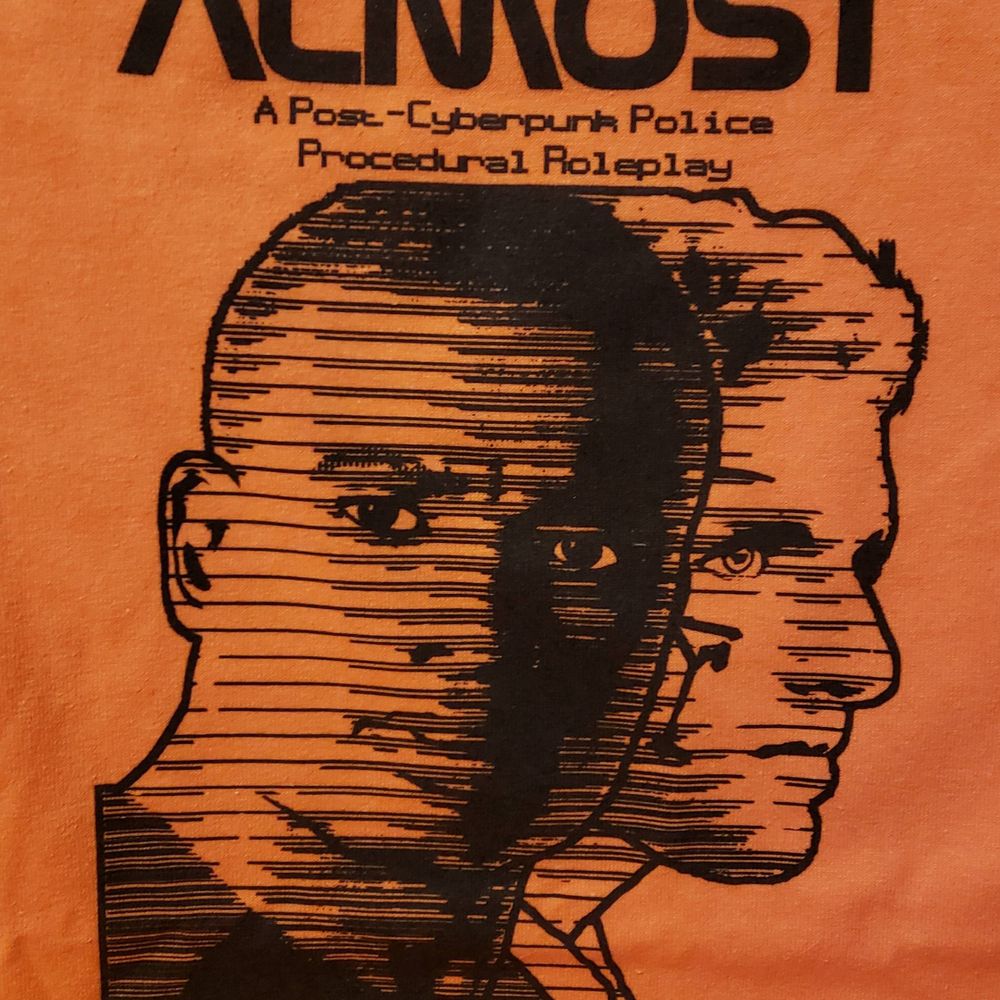 ALMOST
A Post-Cyberpunk Police
Procedural Roleplay